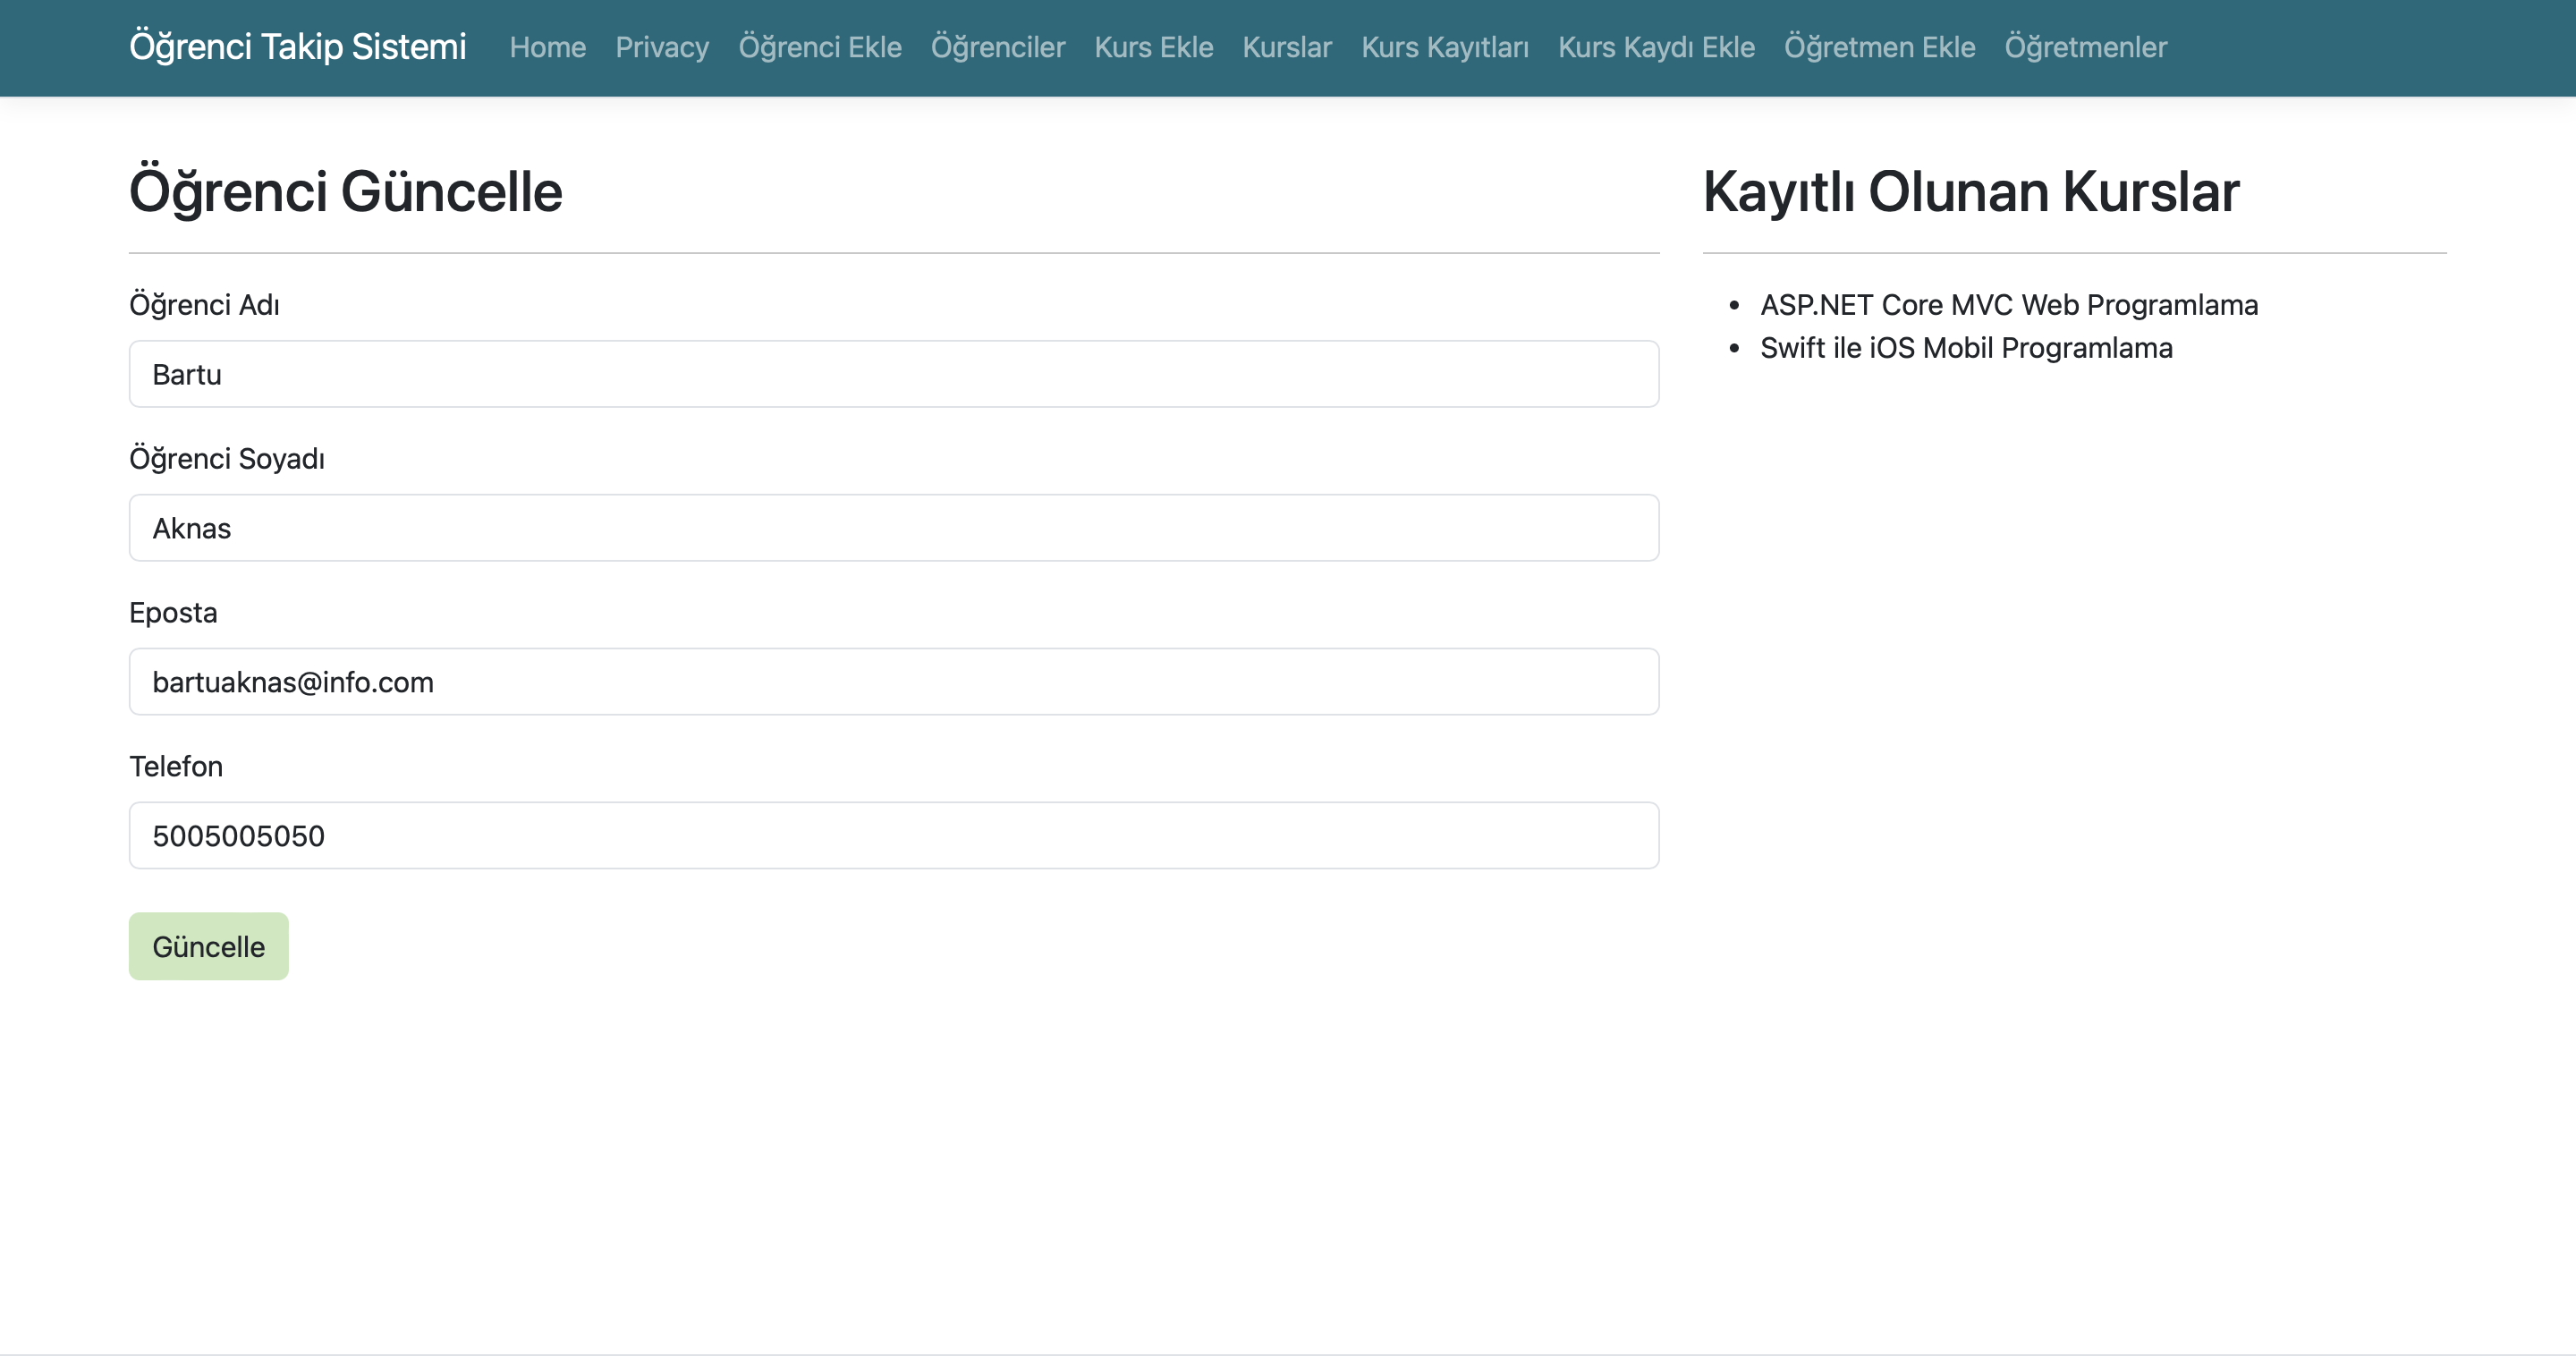 Öğrenci Takip Sistemi Home Privacy Öğrenci Ekle Öğrenciler Kurs Ekle Kurslar Kurs Kayıtları Kurs Kaydı Ekle Öğretmen Ekle Öğretmenler
Öğrenci Güncelle
Öğrenci Adı
Bartu
Öğrenci Soyadı
Aknas
Eposta
bartuaknas@info.com
Telefon
5005005050
Güncelle
Kayıtlı Olunan Kurslar
ASP.NET Core MVC Web Programlama
Swift ile iOS Mobil Programlama